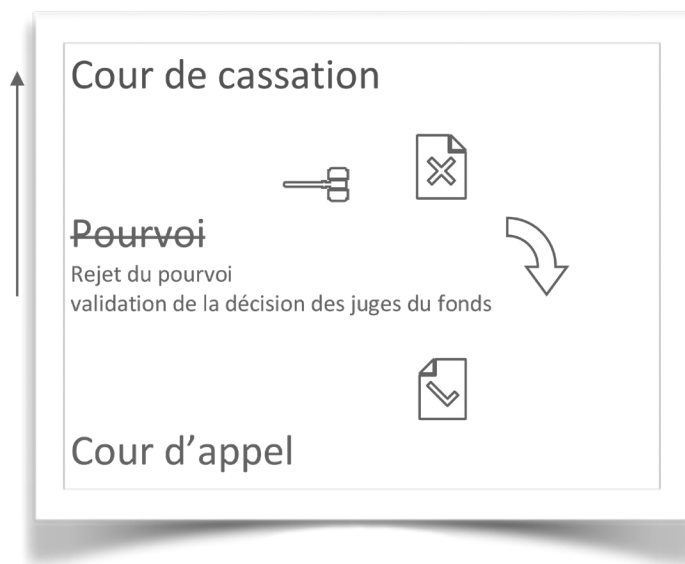 Cour de cassation
Pourvoi
Rejet du pourvoi
validation de la décision des juges du fonds
Cour d’appel